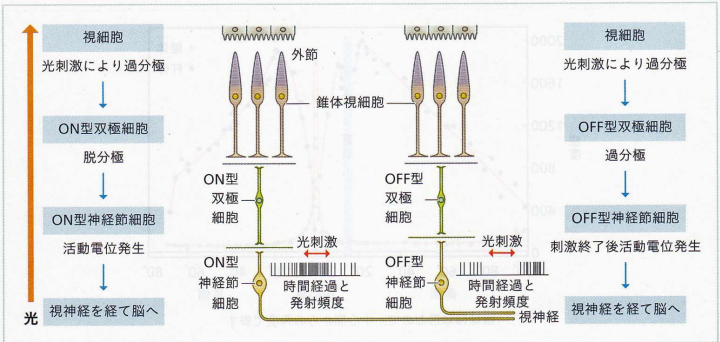 視細胞
光刺激により過分極
ON型双極細胞
脱分極
ON型神経節細胞
活動電位発生
視神経を経て脳へ
光
外節
錐体視細胞
ON型
双極
細胞
OFF型
双極
細胞
ON型
神経節
細胞
光刺激
時間経過と
発射頻度
OFF型
神経節
細胞
光刺激
時間経過と
発射頻度
視神経
視細胞
光刺激により過分極
OFF型双極細胞
過分極
OFF型神経節細胞
刺激終了後活動電位発生
視神経を経て脳へ